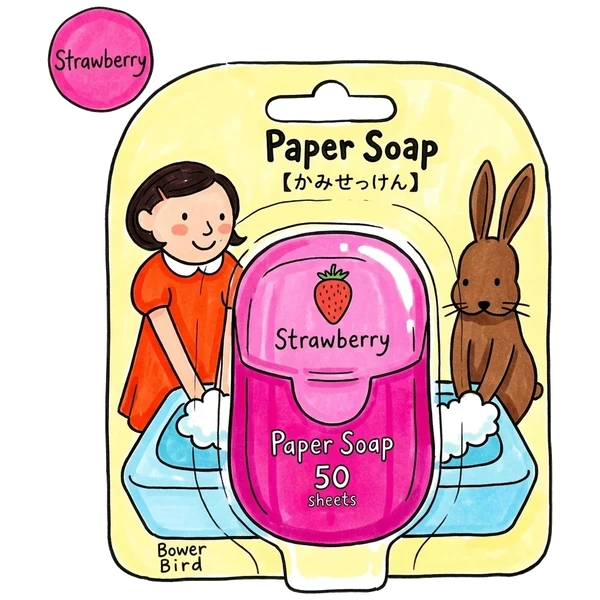 Strawberry
Paper Soap
【かみせっけん】
Strawberry
Paper Soap
50
sheets
Bower
Bird